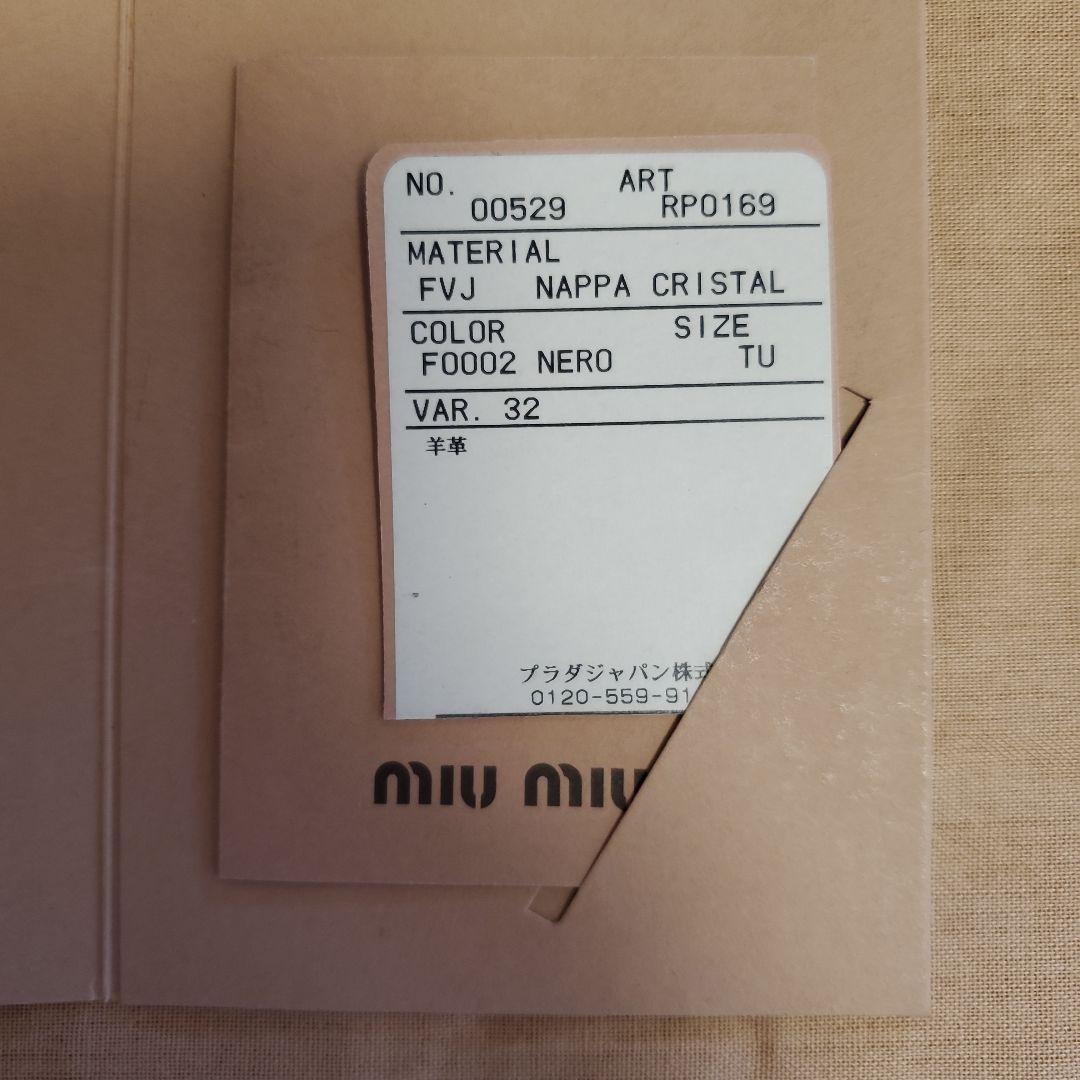 NO. ART
00529 RP0169
MATERIAL
FVJ NAPPA CRISTAL
COLOR SIZE
F0002 NERO TU
VAR. 32
羊革
プラダジャパン株式
0120-559-91
miu miu